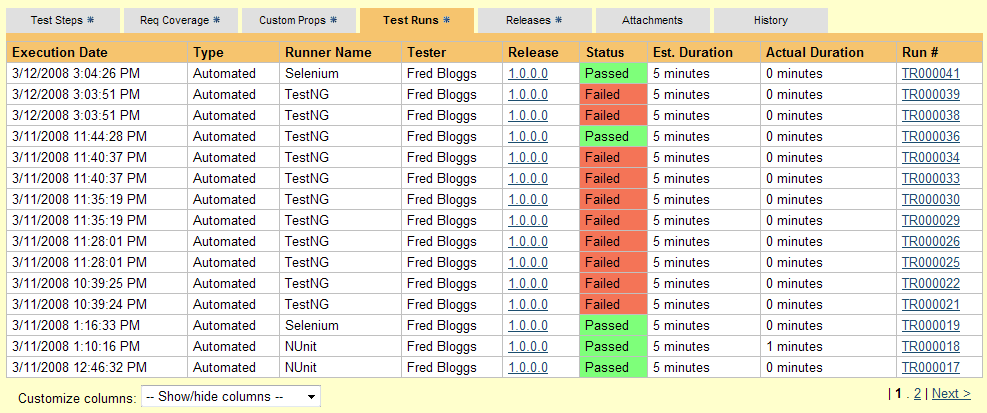 Test Steps * Req Coverage * Custom Props * Test Runs * Releases * Attachments History
Execution Date Type Runner Name Tester Release Status Est. Duration Actual Duration Run #
3/12/2008 3:04:26 PM Automated Selenium Fred Bloggs 1.0.0.0 Passed 5 minutes 0 minutes TR000041
3/12/2008 3:03:51 PM Automated TestNG Fred Bloggs 1.0.0.0 Failed 5 minutes 0 minutes TR000039
3/12/2008 3:03:51 PM Automated TestNG Fred Bloggs 1.0.0.0 Failed 5 minutes 0 minutes TR000038
3/11/2008 11:44:28 PM Automated TestNG Fred Bloggs 1.0.0.0 Passed 5 minutes 0 minutes TR000036
3/11/2008 11:40:37 PM Automated TestNG Fred Bloggs 1.0.0.0 Failed 5 minutes 0 minutes TR000034
3/11/2008 11:40:37 PM Automated TestNG Fred Bloggs 1.0.0.0 Failed 5 minutes 0 minutes TR000033
3/11/2008 11:35:19 PM Automated TestNG Fred Bloggs 1.0.0.0 Failed 5 minutes 0 minutes TR000030
3/11/2008 11:35:19 PM Automated TestNG Fred Bloggs 1.0.0.0 Failed 5 minutes 0 minutes TR000029
3/11/2008 11:28:01 PM Automated TestNG Fred Bloggs 1.0.0.0 Failed 5 minutes 0 minutes TR000026
3/11/2008 11:28:01 PM Automated TestNG Fred Bloggs 1.0.0.0 Failed 5 minutes 0 minutes TR000025
3/11/2008 10:39:25 PM Automated TestNG Fred Bloggs 1.0.0.0 Failed 5 minutes 0 minutes TR000022
3/11/2008 10:39:24 PM Automated TestNG Fred Bloggs 1.0.0.0 Failed 5 minutes 0 minutes TR000021
3/11/2008 1:16:33 PM Automated Selenium Fred Bloggs 1.0.0.0 Passed 5 minutes 0 minutes TR000019
3/11/2008 1:10:16 PM Automated NUnit Fred Bloggs 1.0.0.0 Passed 5 minutes 1 minutes TR000018
3/11/2008 12:46:32 PM Automated NUnit Fred Bloggs 1.0.0.0 Passed 5 minutes 0 minutes TR000017
Customize columns: -- Show/hide columns -- | 1 . 2 | Next >